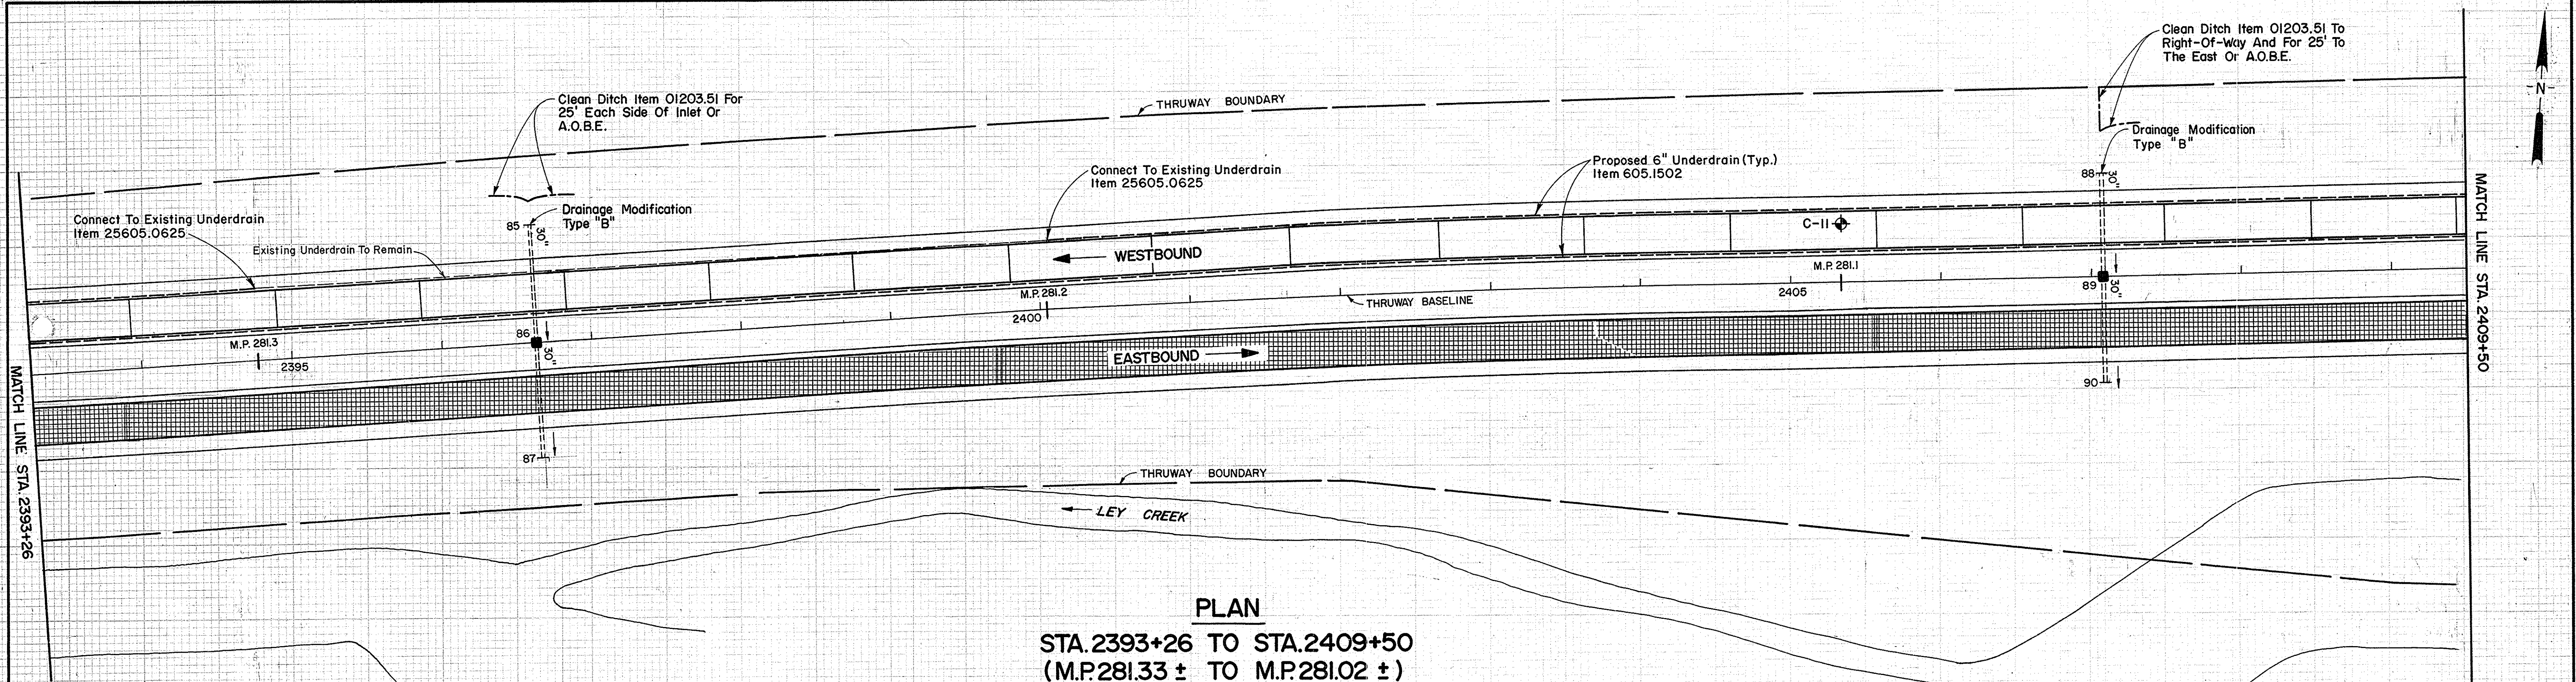 Clean Ditch Item 01203.51 To
Right-Of-Way And For 25' To
The East Or A.O.B.E.
Clean Ditch Item 01203.51 For
25' Each Side Of Inlet Or
A.O.B.E.
THRUWAY BOUNDARY
N
Drainage Modification
Type "B"
Connect To Existing Underdrain
Item 25605.0625
Proposed 6" Underdrain (Typ.)
Item 605.1502
88
30"
Connect To Existing Underdrain
Item 25605.0625
Drainage Modification
Type "B"
85
30"
Existing Underdrain To Remain
C-11
WESTBOUND
M.P. 281.1
M.P. 281.2
THRUWAY BASELINE
2405
89
30"
2400
86
30"
M.P. 281.3
2395
EASTBOUND
90
87
MATCH LINE STA. 2393+26
MATCH LINE STA. 2409+50
THRUWAY BOUNDARY
LEY CREEK
PLAN
STA. 2393+26 TO STA. 2409+50
(M.P. 281.33 ± TO M.P. 281.02 ±)